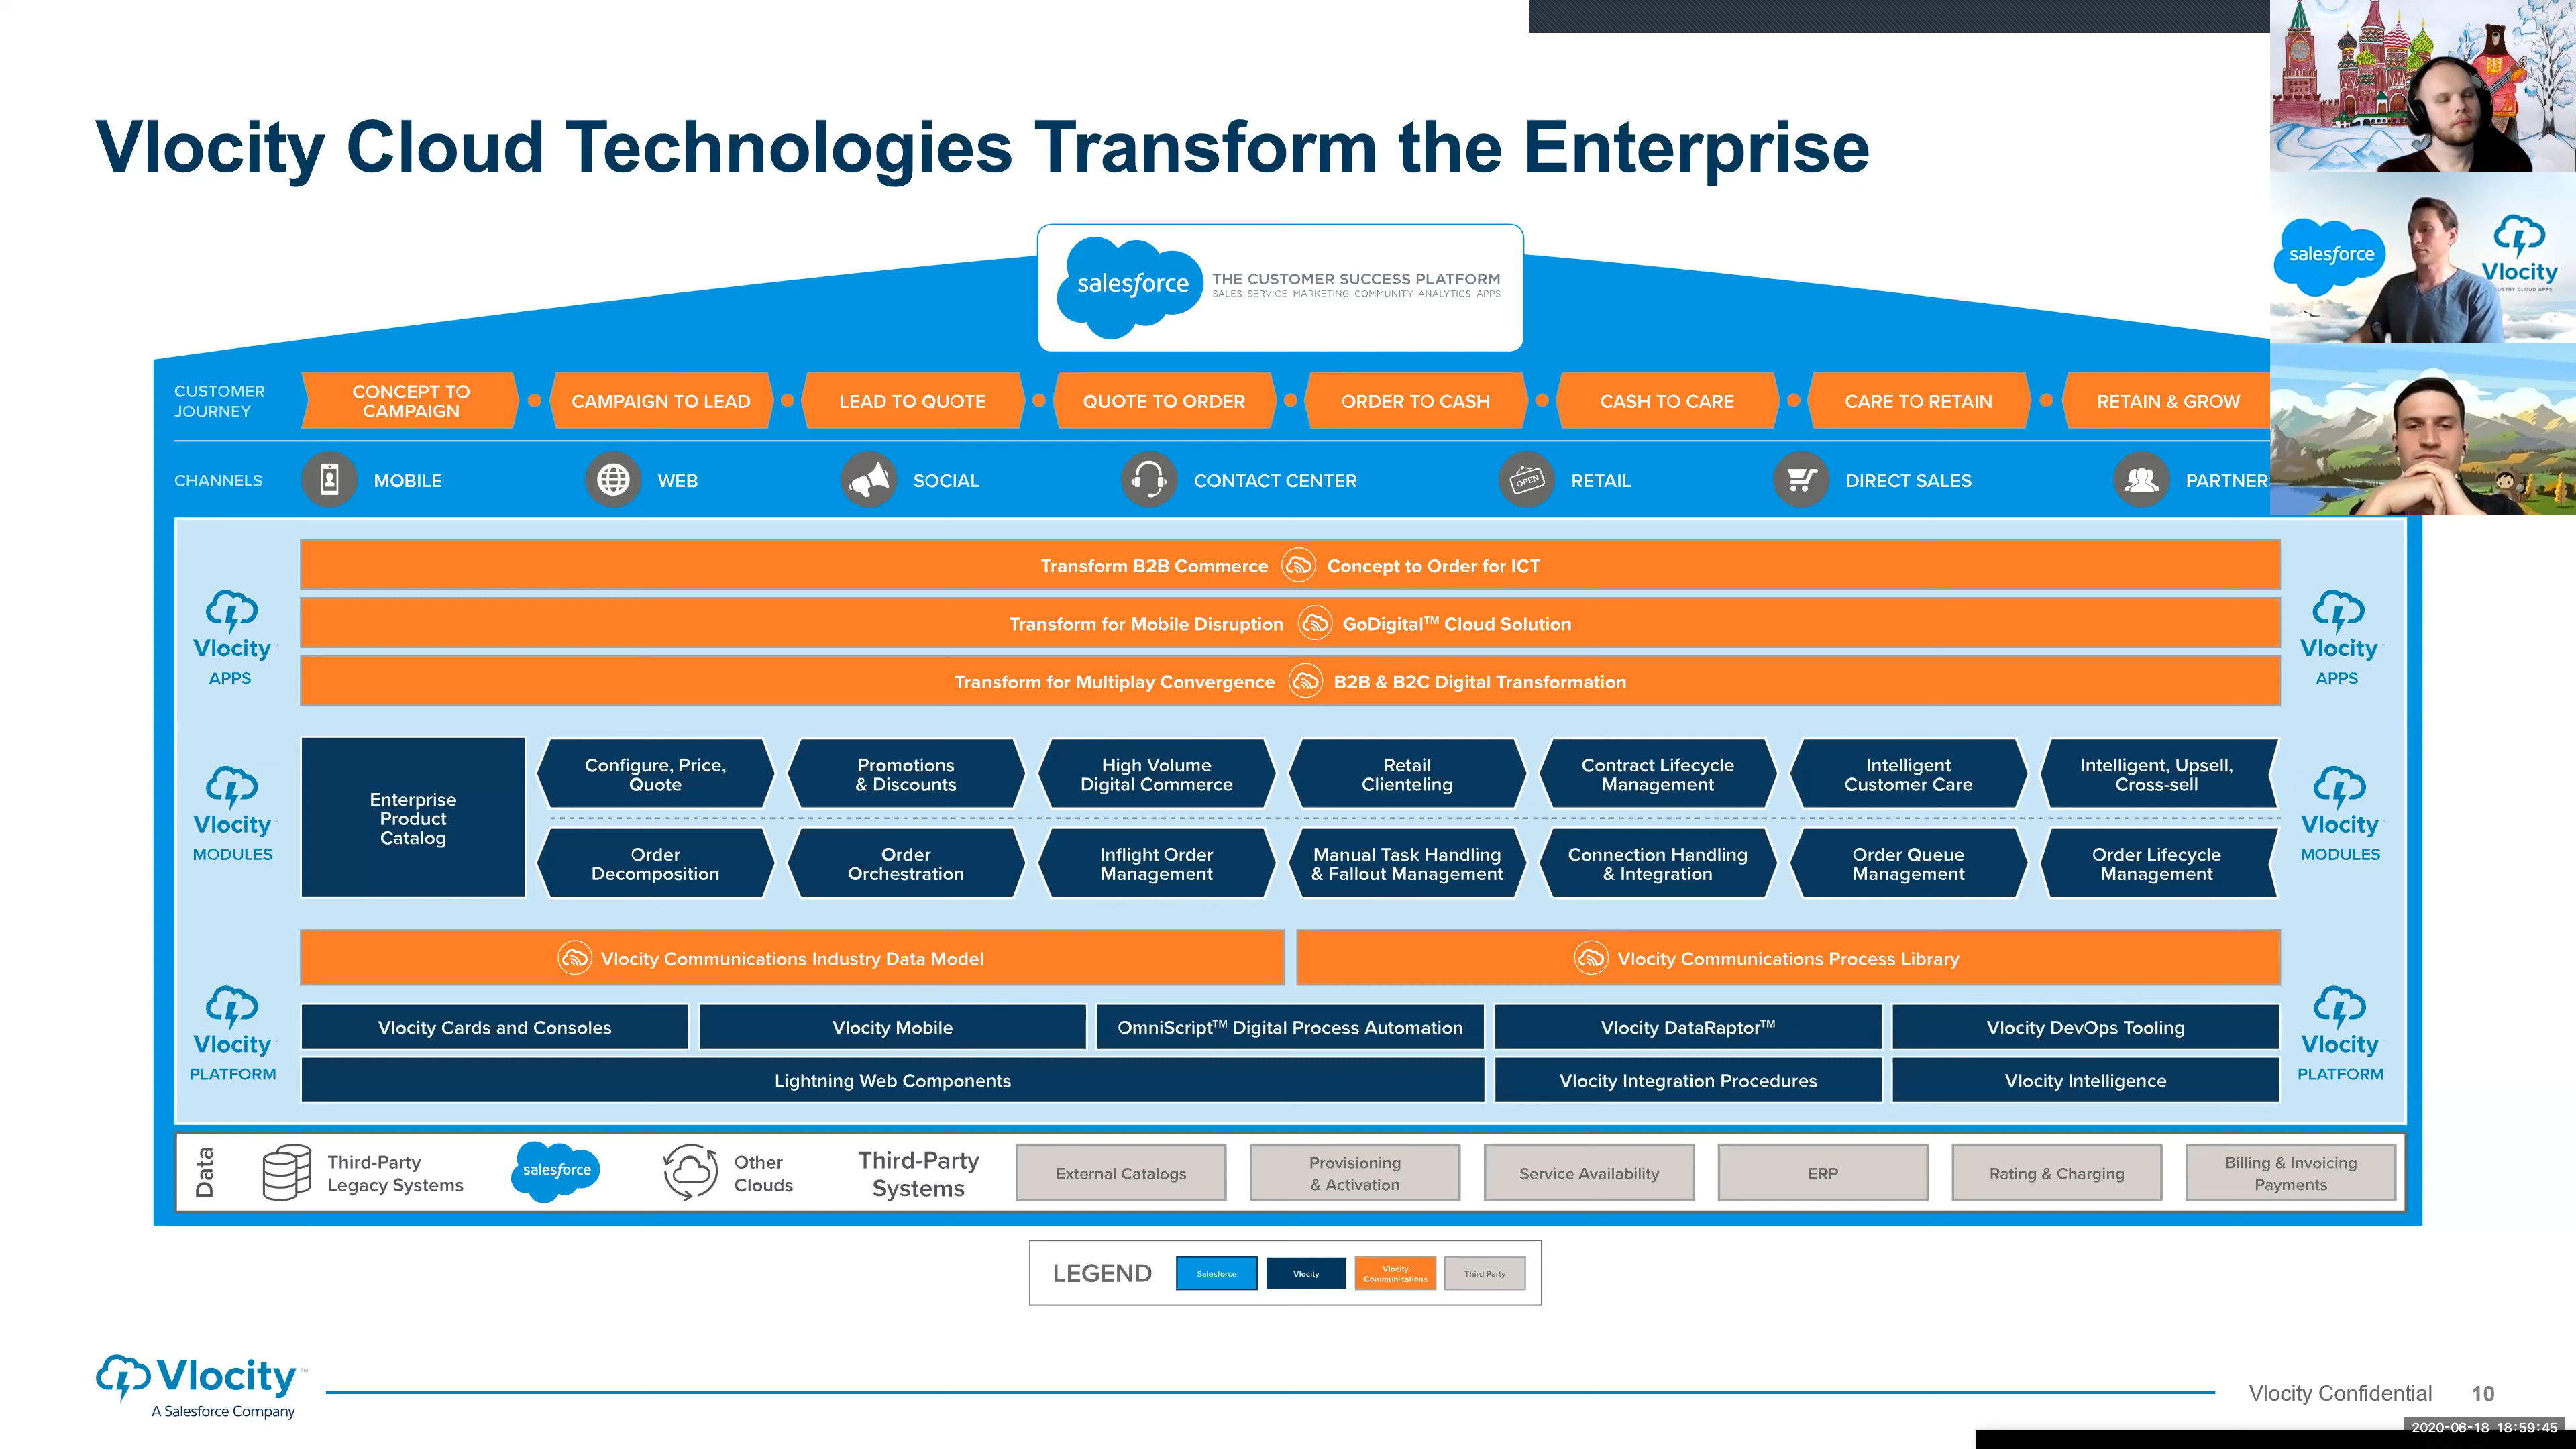 Vlocity Cloud Technologies Transform the Enterprise
salesforce
THE CUSTOMER SUCCESS PLATFORM
SALES SERVICE MARKETING COMMUNITY ANALYTICS APPS
salesforce
Vlocity
CUSTOMER
JOURNEY
CONCEPT TO
CAMPAIGN
CAMPAIGN TO LEAD
LEAD TO QUOTE
QUOTE TO ORDER
ORDER TO CASH
CASH TO CARE
CARE TO RETAIN
RETAIN & GROW
CHANNELS
MOBILE
WEB
SOCIAL
CONTACT CENTER
OPEN
RETAIL
DIRECT SALES
PARTNER
Vlocity
APPS
Transform B2B Commerce Concept to Order for ICT
Transform for Mobile Disruption GoDigital™ Cloud Solution
Transform for Multiplay Convergence B2B & B2C Digital Transformation
Vlocity
APPS
Vlocity
MODULES
Enterprise
Product
Catalog
Configure, Price,
Quote
Promotions
& Discounts
High Volume
Digital Commerce
Retail
Clienteling
Contract Lifecycle
Management
Intelligent
Customer Care
Intelligent, Upsell,
Cross-sell
Order
Decomposition
Order
Orchestration
Inflight Order
Management
Manual Task Handling
& Fallout Management
Connection Handling
& Integration
Order Queue
Management
Order Lifecycle
Management
Vlocity
MODULES
Vlocity Communications Industry Data Model
Vlocity Communications Process Library
Vlocity
PLATFORM
Vlocity Cards and Consoles
Vlocity Mobile
OmniScript™ Digital Process Automation
Vlocity DataRaptor™
Vlocity DevOps Tooling
Lightning Web Components
Vlocity Integration Procedures
Vlocity Intelligence
Vlocity
PLATFORM
Data
Third-Party
Legacy Systems
salesforce
Other
Clouds
Third-Party
Systems
External Catalogs
Provisioning
& Activation
Service Availability
ERP
Rating & Charging
Billing & Invoicing
Payments
LEGEND
Salesforce
Vlocity
Vlocity
Communications
Third Party
Vlocity™
A Salesforce Company
Vlocity Confidential 10
2020-06-18 18:59:45